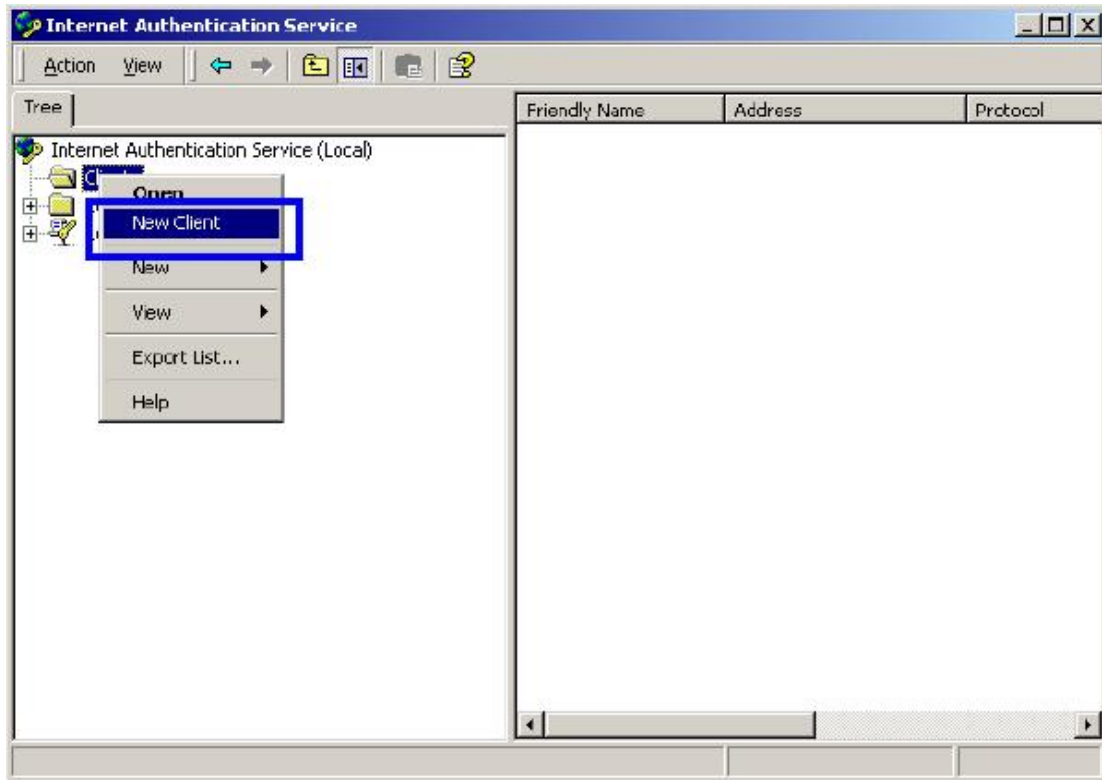 Internet Authentication Service
Action View
Tree
Friendly Name Address Protocol
Internet Authentication Service (Local)
Open
New Client
New
View
Export List...
Help